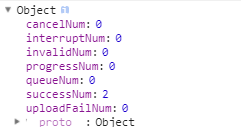 ▼ Object i
cancelNum: 0
interruptNum: 0
invalidNum: 0
progressNum: 0
queueNum: 0
successNum: 2
uploadFailNum: 0
▶ __proto__: Object